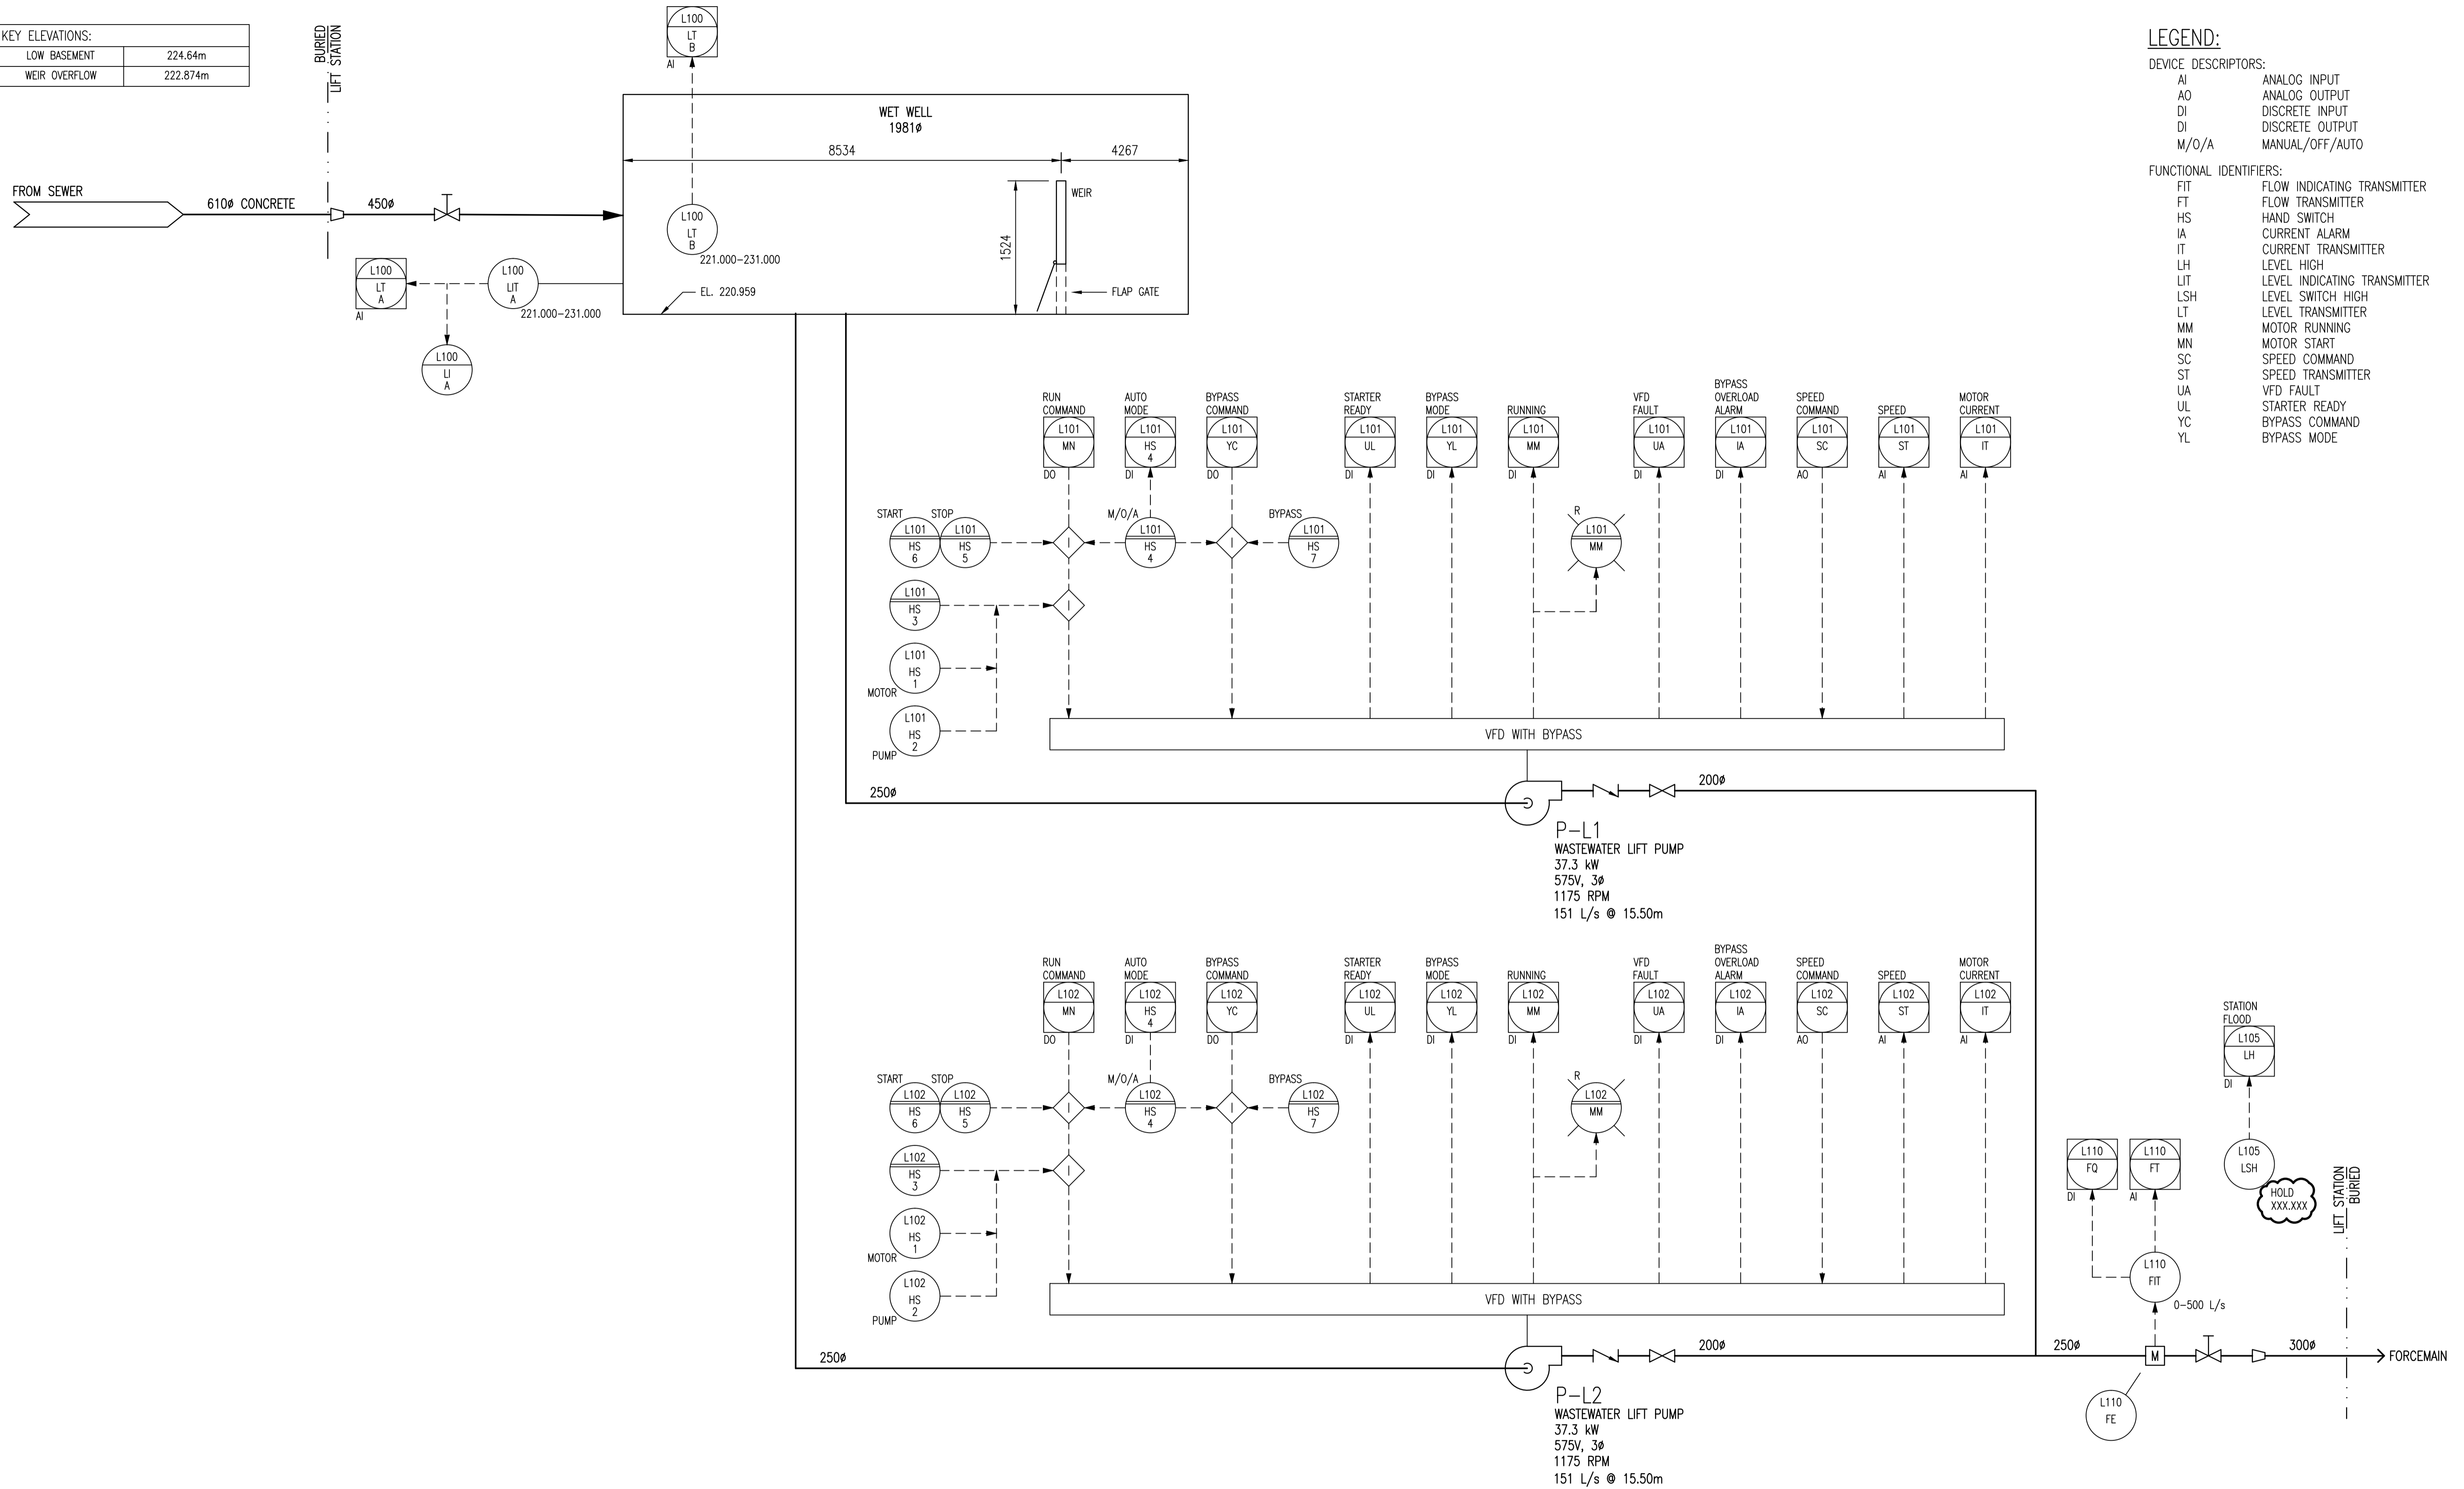 KEY ELEVATIONS:
LOW BASEMENT 224.64m
WEIR OVERFLOW 222.874m
BURIED
LIFT STATION
L100
LT
B
AI
WET WELL
1981ø
8534
4267
1524
WEIR
FLAP GATE
EL. 220.959
L100
LT
B
221.000-231.000
FROM SEWER
610ø CONCRETE
450ø
L100
LT
A
AI
L100
LIT
A
221.000-231.000
L100
LI
A
RUN
COMMAND
L101
MN
DO
AUTO
MODE
L101
HS
4
DI
BYPASS
COMMAND
L101
YC
DO
STARTER
READY
L101
UL
DI
BYPASS
MODE
L101
YL
DI
RUNNING
L101
MM
DI
VFD
FAULT
L101
UA
DI
BYPASS
OVERLOAD
ALARM
L101
IA
DI
SPEED
COMMAND
L101
SC
AO
SPEED
L101
ST
AI
MOTOR
CURRENT
L101
IT
AI
START
L101
HS
6
STOP
L101
HS
5
I
M/O/A
L101
HS
4
I
BYPASS
L101
HS
7
R
L101
MM
L101
HS
3
I
L101
HS
1
MOTOR
L101
HS
2
PUMP
VFD WITH BYPASS
250ø
200ø
P-L1
WASTEWATER LIFT PUMP
37.3 kW
575V, 3ø
1175 RPM
151 L/s @ 15.50m
RUN
COMMAND
L102
MN
DO
AUTO
MODE
L102
HS
4
DI
BYPASS
COMMAND
L102
YC
DO
STARTER
READY
L102
UL
DI
BYPASS
MODE
L102
YL
DI
RUNNING
L102
MM
DI
VFD
FAULT
L102
UA
DI
BYPASS
OVERLOAD
ALARM
L102
IA
DI
SPEED
COMMAND
L102
SC
AO
SPEED
L102
ST
AI
MOTOR
CURRENT
L102
IT
AI
START
L102
HS
6
STOP
L102
HS
5
I
M/O/A
L102
HS
4
I
BYPASS
L102
HS
7
R
L102
MM
L102
HS
3
I
L102
HS
1
MOTOR
L102
HS
2
PUMP
VFD WITH BYPASS
250ø
200ø
P-L2
WASTEWATER LIFT PUMP
37.3 kW
575V, 3ø
1175 RPM
151 L/s @ 15.50m
STATION
FLOOD
L105
LH
DI
L105
LSH
HOLD
XXX.XXX
L110
FQ
DI
L110
FT
AI
L110
FIT
0-500 L/s
250ø
M
300ø
FORCEMAIN
L110
FE
LIFT STATION
BURIED
LEGEND:
DEVICE DESCRIPTORS:
AI ANALOG INPUT
AO ANALOG OUTPUT
DI DISCRETE INPUT
DI DISCRETE OUTPUT
M/O/A MANUAL/OFF/AUTO
FUNCTIONAL IDENTIFIERS:
FIT FLOW INDICATING TRANSMITTER
FT FLOW TRANSMITTER
HS HAND SWITCH
IA CURRENT ALARM
IT CURRENT TRANSMITTER
LH LEVEL HIGH
LIT LEVEL INDICATING TRANSMITTER
LSH LEVEL SWITCH HIGH
LT LEVEL TRANSMITTER
MM MOTOR RUNNING
MN MOTOR START
SC SPEED COMMAND
ST SPEED TRANSMITTER
UA VFD FAULT
UL STARTER READY
YC BYPASS COMMAND
YL BYPASS MODE